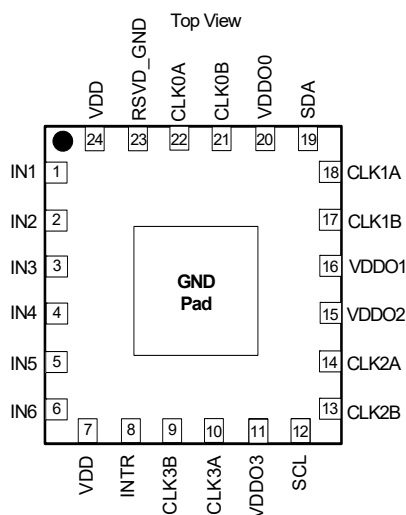 Top View
VDD
RSVD_GND
CLK0A
CLK0B
VDDO0
SDA
24
23
22
21
20
19
IN1
1
18
CLK1A
IN2
2
17
CLK1B
IN3
3
16
VDDO1
GND
Pad
IN4
4
15
VDDO2
IN5
5
14
CLK2A
IN6
6
13
CLK2B
7
8
9
10
11
12
VDD
INTR
CLK3B
CLK3A
VDDO3
SCL